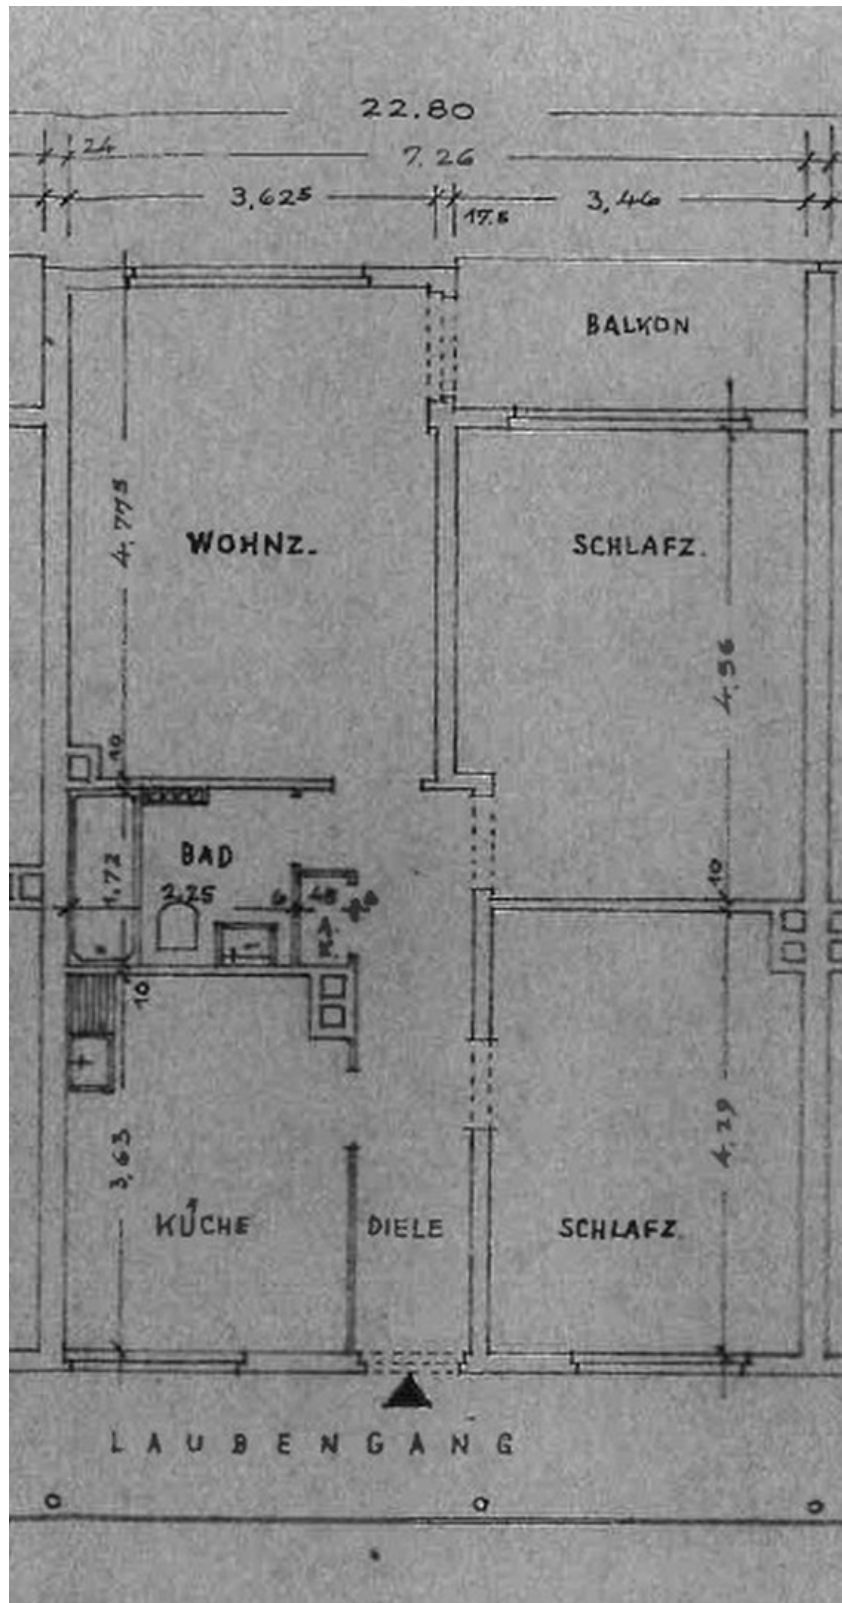 22.80
24
7.26
3,625
17.5
3,46
BALKON
4,775
WOHNZ.
SCHLAFZ.
4,56
10
BAD
1,72
2,25
6
48
6
A.
R.
10
10
3,63
4,29
KÜCHE
DIELE
SCHLAFZ.
LAUBENGANG